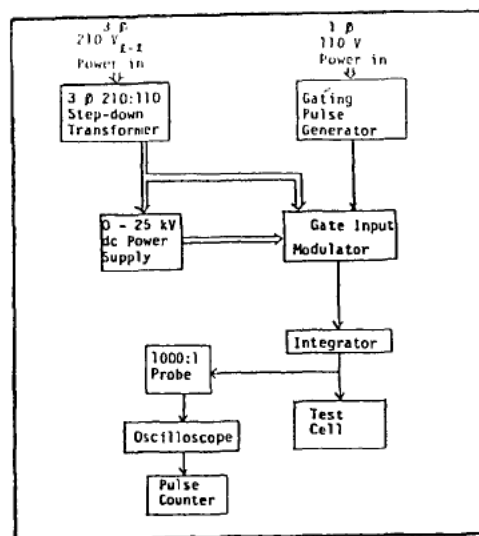 3 ø
210 V ℓ-ℓ
Power in
1 ø
110 V
Power in
3 ø 210:110
Step-down
Transformer
Gating
Pulse
Generator
0 - 25 kV
dc Power
Supply
Gate Input
Modulator
Integrator
1000:1
Probe
Test
Cell
Oscilloscope
Pulse
Counter